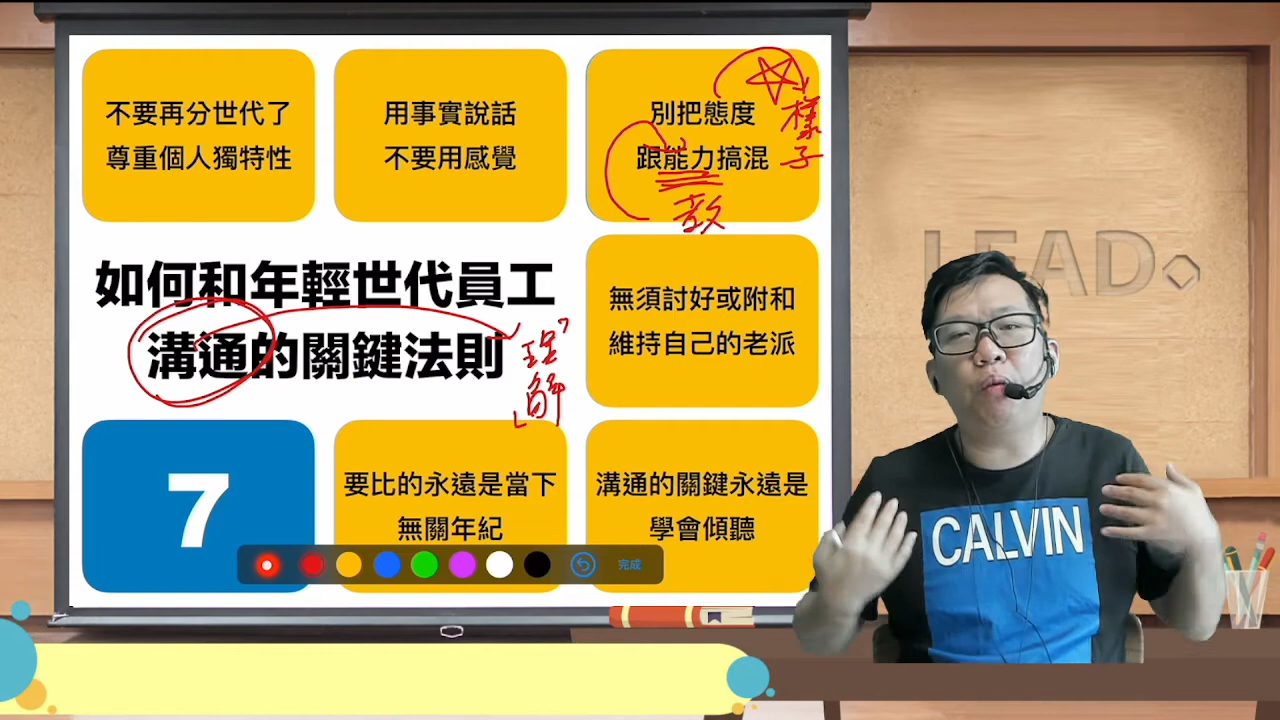 不要再分世代了
尊重個人獨特性
用事實說話
不要用感覺
別把態度
跟能力搞混
樣子
教
如何和年輕世代員工
溝通的關鍵法則
「理解」
無須討好或附和
維持自己的老派
7
要比的永遠是當下
無關年紀
溝通的關鍵永遠是
學會傾聽
完成
LEAD
CALVIN